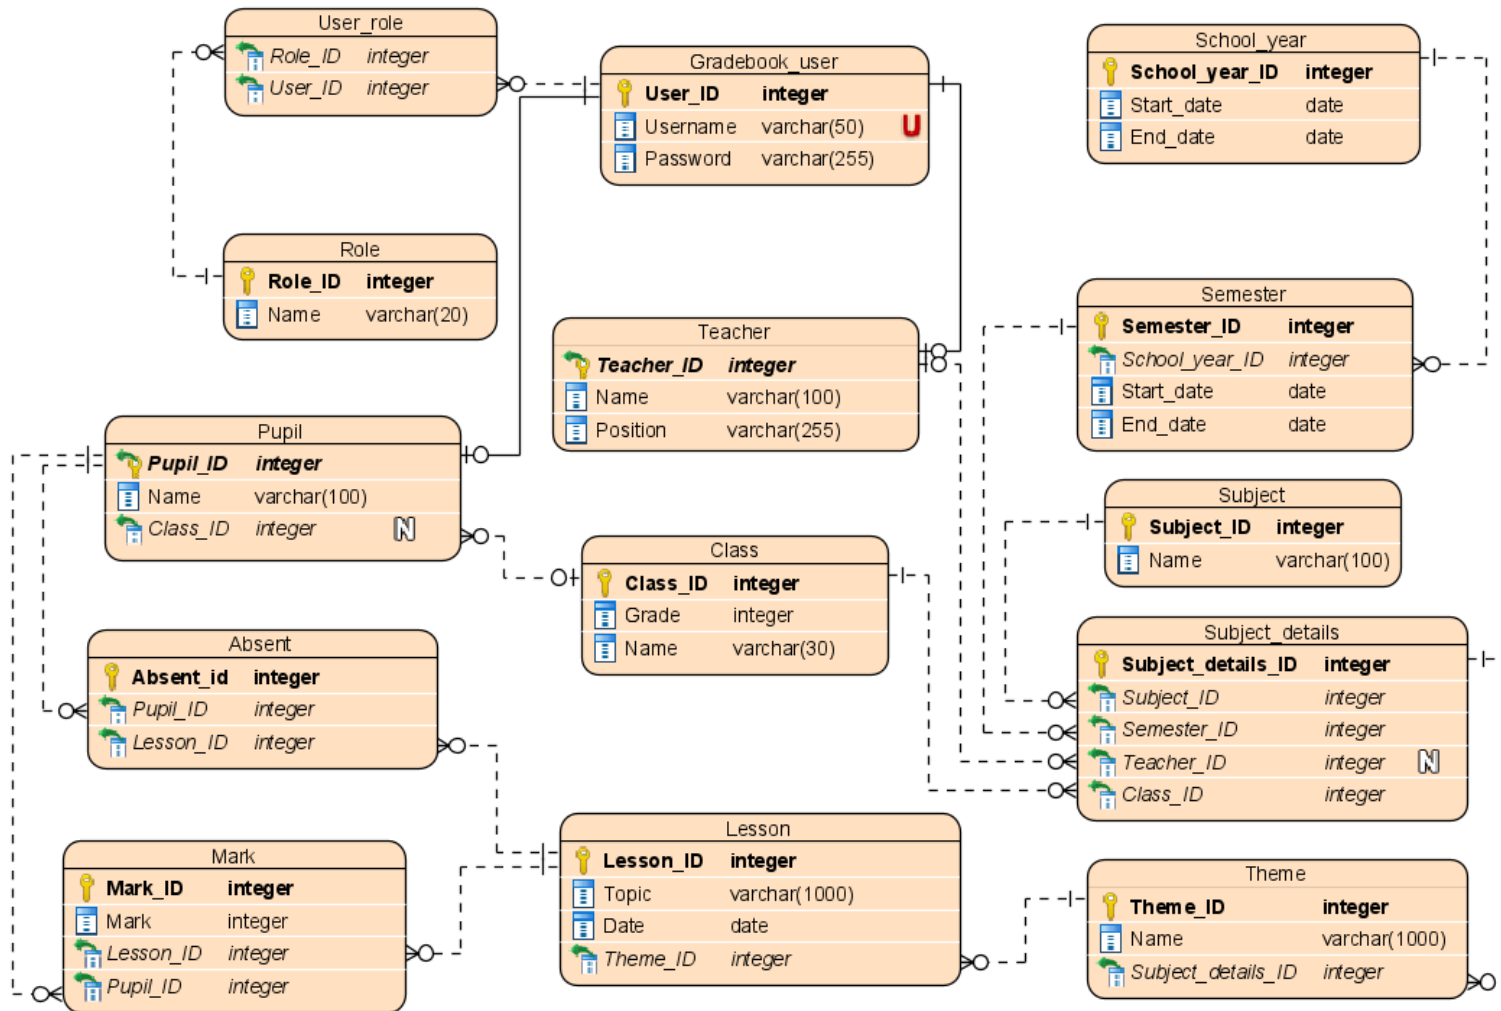 User_role
Role_ID integer
User_ID integer
Gradebook_user
User_ID integer
Username varchar(50) U
Password varchar(255)
School_year
School_year_ID integer
Start_date date
End_date date
Role
Role_ID integer
Name varchar(20)
Teacher
Teacher_ID integer
Name varchar(100)
Position varchar(255)
Semester
Semester_ID integer
School_year_ID integer
Start_date date
End_date date
Pupil
Pupil_ID integer
Name varchar(100)
Class_ID integer N
Class
Class_ID integer
Grade integer
Name varchar(30)
Subject
Subject_ID integer
Name varchar(100)
Absent
Absent_id integer
Pupil_ID integer
Lesson_ID integer
Subject_details
Subject_details_ID integer
Subject_ID integer
Semester_ID integer
Teacher_ID integer N
Class_ID integer
Mark
Mark_ID integer
Mark integer
Lesson_ID integer
Pupil_ID integer
Lesson
Lesson_ID integer
Topic varchar(1000)
Date date
Theme_ID integer
Theme
Theme_ID integer
Name varchar(1000)
Subject_details_ID integer